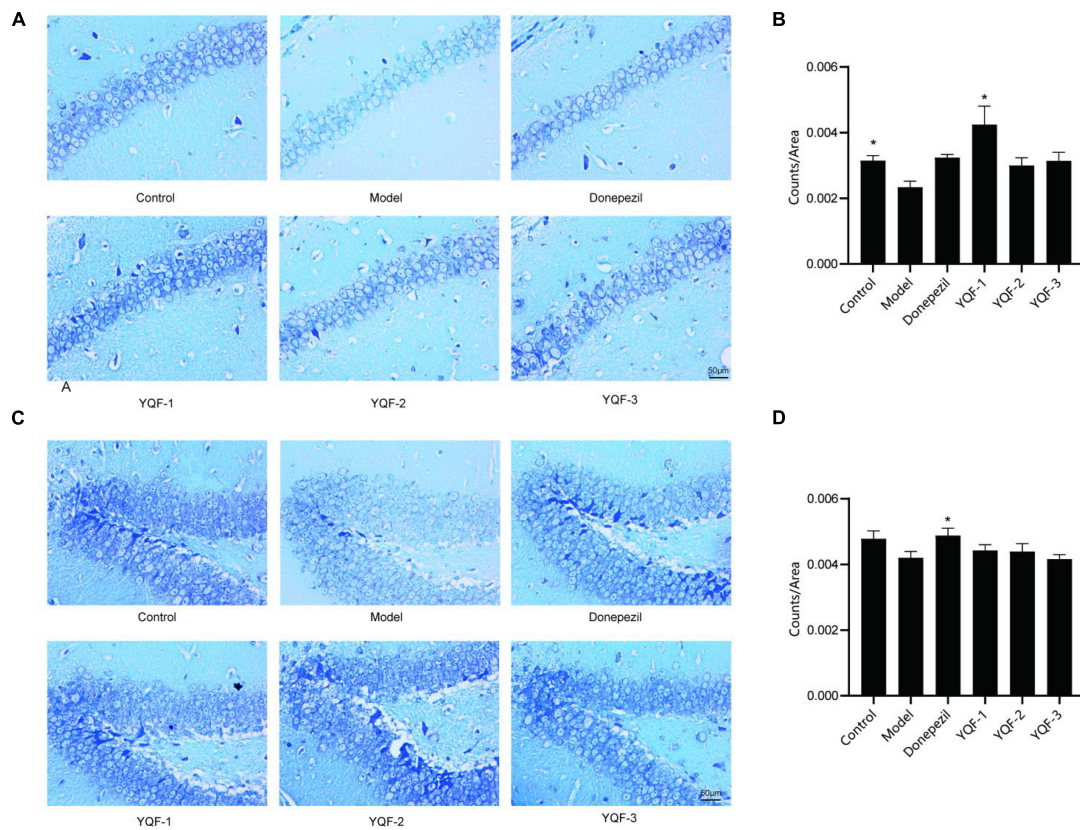 A
Control
Model
Donepezil
50μm
A
YQF-1
YQF-2
YQF-3
B
0.006
0.004
0.002
0.000
Counts/Area
*
*
Control
Model
Donepezil
YQF-1
YQF-2
YQF-3
C
Control
Model
Donepezil
50μm
YQF-1
YQF-2
YQF-3
D
0.006
0.004
0.002
0.000
Counts/Area
*
Control
Model
Donepezil
YQF-1
YQF-2
YQF-3